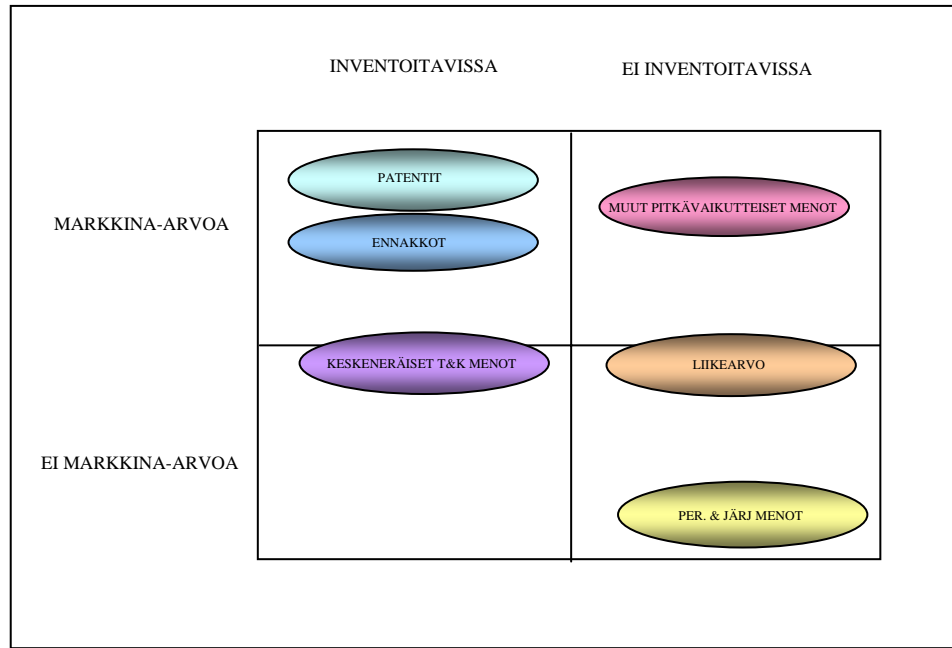 INVENTOITAVISSA
EI INVENTOITAVISSA
MARKKINA-ARVOA
PATENTIT
ENNAKKOT
MUUT PITKÄVAIKUTTEISET MENOT
KESKENERÄISET T&K MENOT
LIIKEARVO
EI MARKKINA-ARVOA
PER. & JÄRJ MENOT